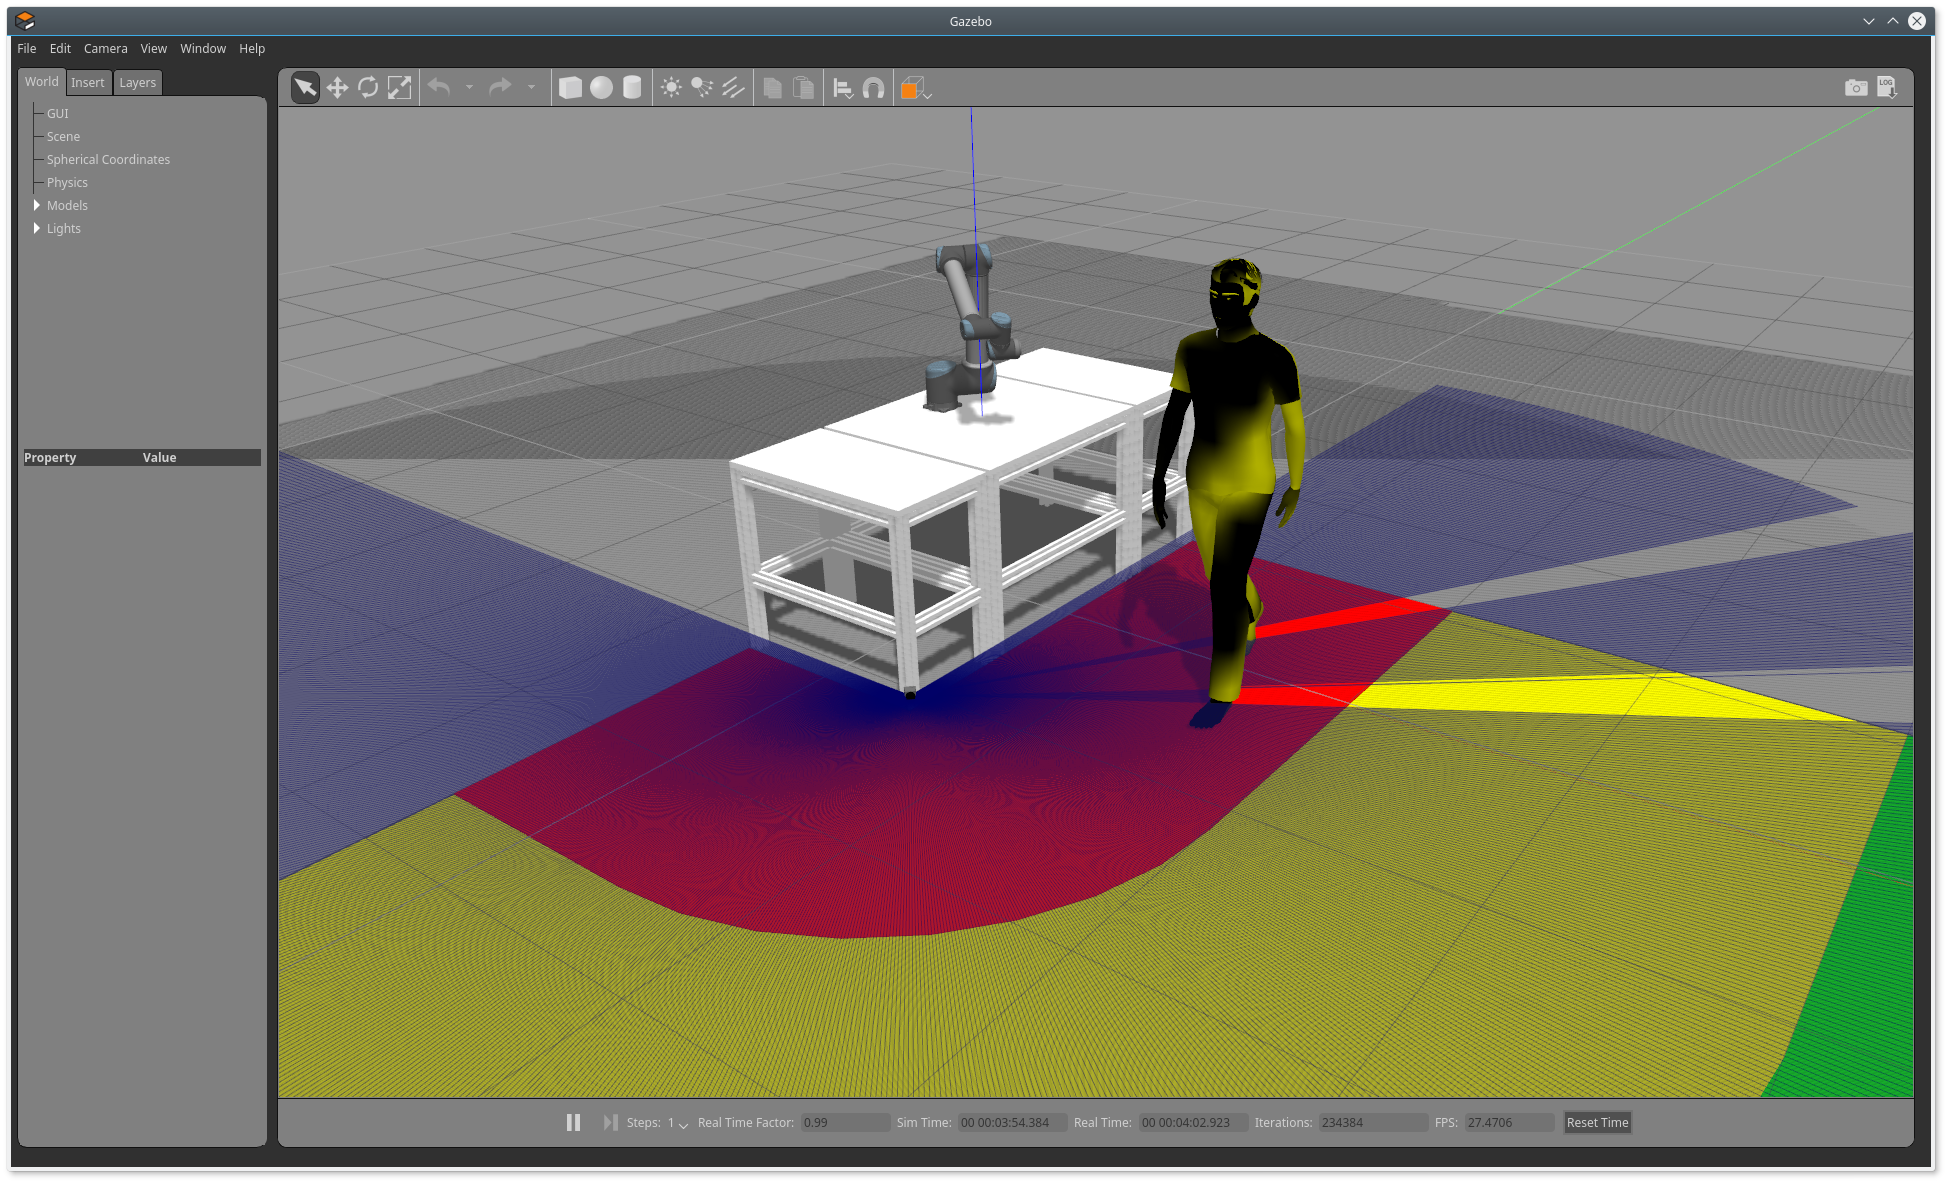 Gazebo
File Edit Camera View Window Help
World Insert Layers
LOG
GUI
Scene
Spherical Coordinates
Physics
Models
Lights
Property Value
Steps: 1 Real Time Factor: 0.99 Sim Time: 00 00:03:54.384 Real Time: 00 00:04:02.923 Iterations: 234384 FPS: 27.4706 Reset Time